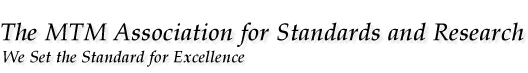 The MTM Association for Standards and Research
We Set the Standard for Excellence